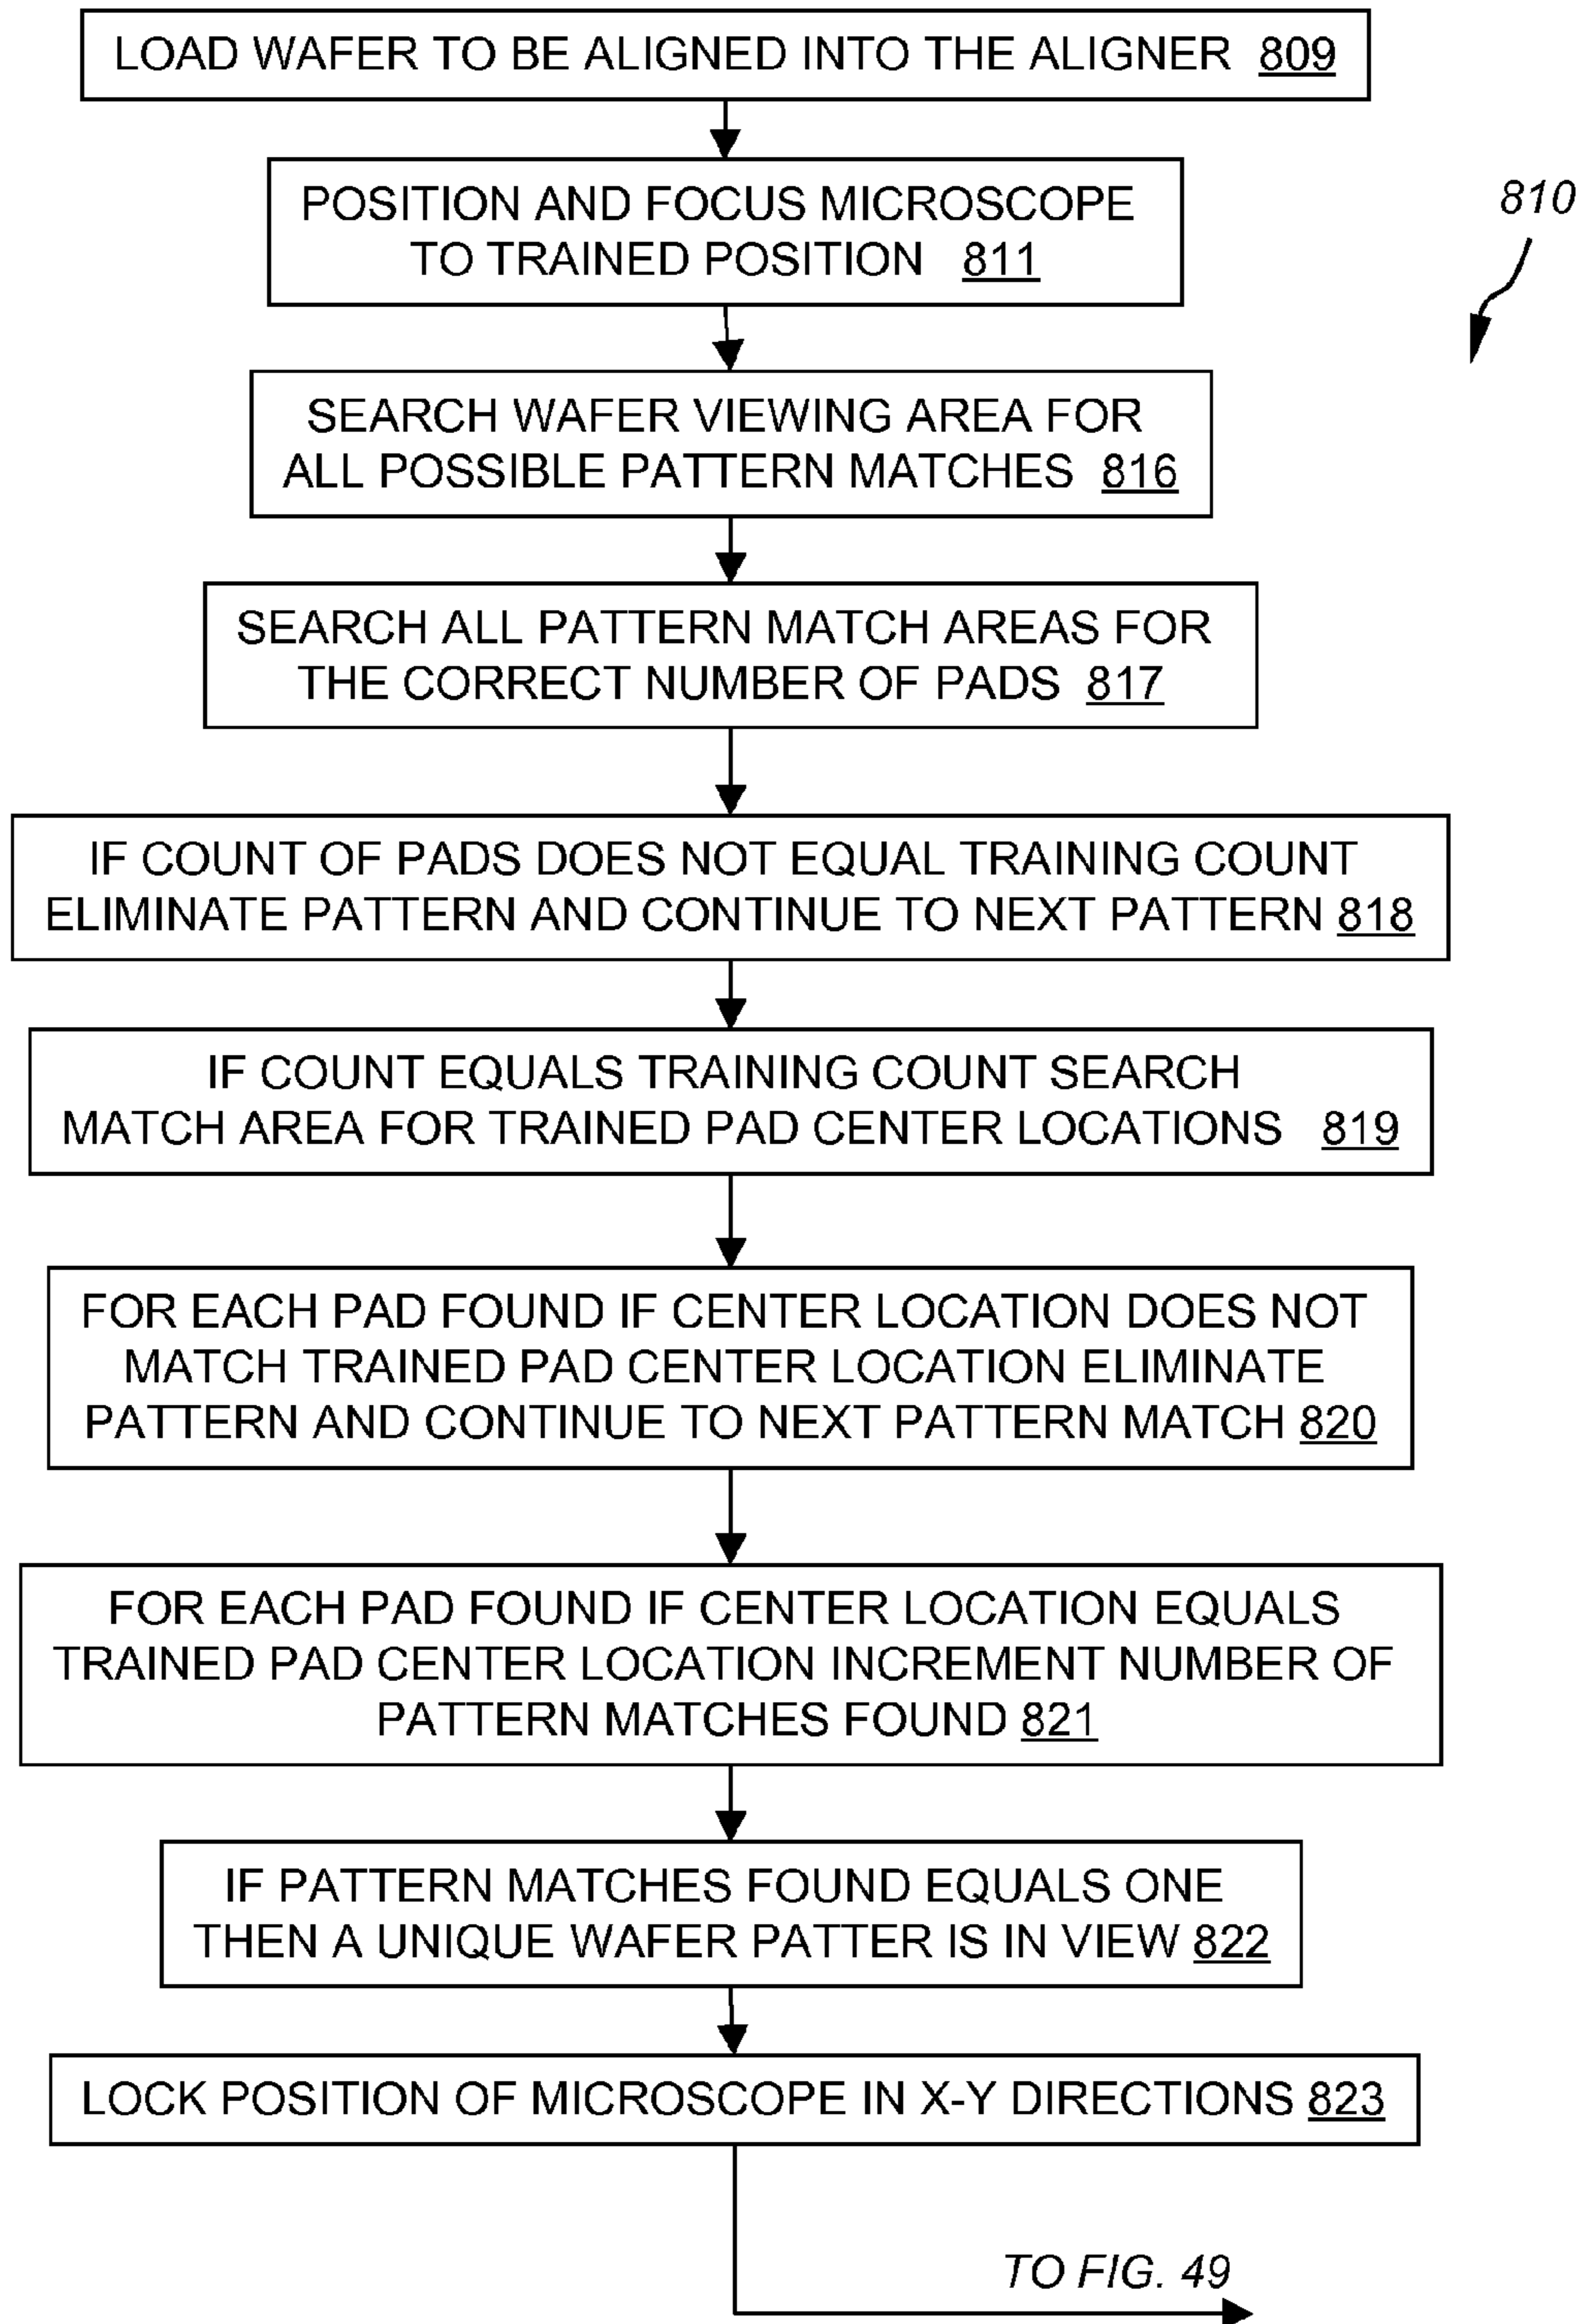 LOAD WAFER TO BE ALIGNED INTO THE ALIGNER 809
POSITION AND FOCUS MICROSCOPE
TO TRAINED POSITION 811
810
SEARCH WAFER VIEWING AREA FOR
ALL POSSIBLE PATTERN MATCHES 816
SEARCH ALL PATTERN MATCH AREAS FOR
THE CORRECT NUMBER OF PADS 817
IF COUNT OF PADS DOES NOT EQUAL TRAINING COUNT
ELIMINATE PATTERN AND CONTINUE TO NEXT PATTERN 818
IF COUNT EQUALS TRAINING COUNT SEARCH
MATCH AREA FOR TRAINED PAD CENTER LOCATIONS 819
FOR EACH PAD FOUND IF CENTER LOCATION DOES NOT
MATCH TRAINED PAD CENTER LOCATION ELIMINATE
PATTERN AND CONTINUE TO NEXT PATTERN MATCH 820
FOR EACH PAD FOUND IF CENTER LOCATION EQUALS
TRAINED PAD CENTER LOCATION INCREMENT NUMBER OF
PATTERN MATCHES FOUND 821
IF PATTERN MATCHES FOUND EQUALS ONE
THEN A UNIQUE WAFER PATTER IS IN VIEW 822
LOCK POSITION OF MICROSCOPE IN X-Y DIRECTIONS 823
TO FIG. 49